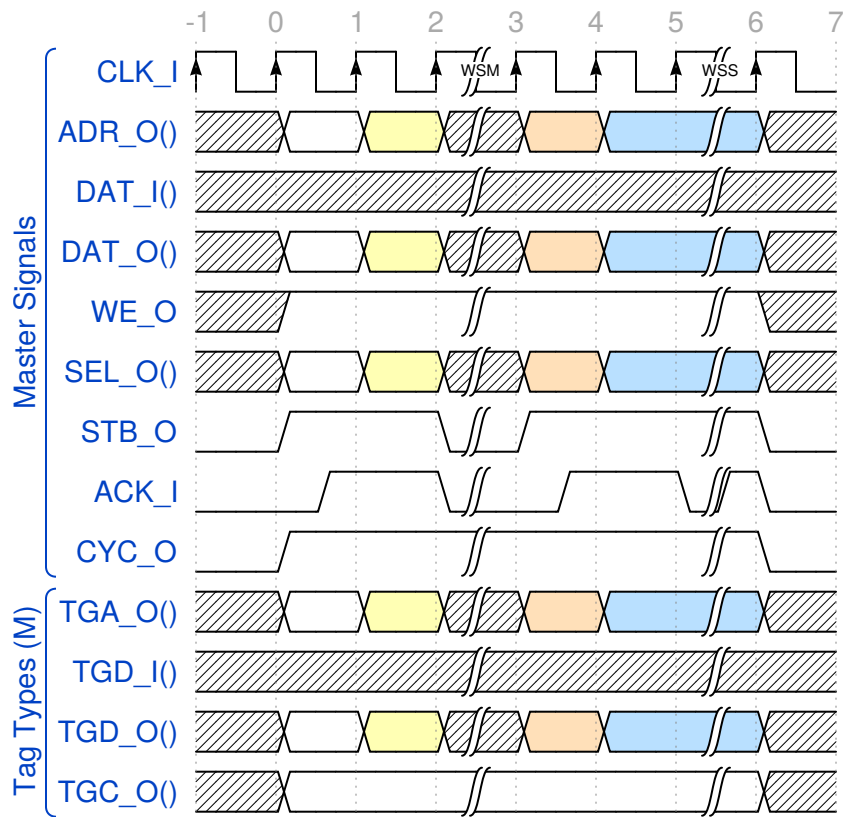 -1 0 1 2 3 4 5 6 7
Master Signals
CLK_I
WSM
WSS
ADR_O()
DAT_I()
DAT_O()
WE_O
SEL_O()
STB_O
ACK_I
CYC_O
Tag Types (M)
TGA_O()
TGD_I()
TGD_O()
TGC_O()